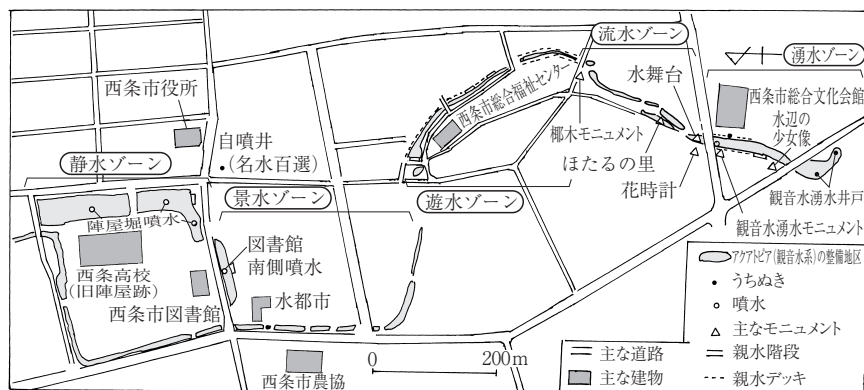 流水ゾーン
湧水ゾーン
水舞台
西条市総合福祉センター
西条市総合文化会館
水辺の
少女像
西条市役所
自噴井
(名水百選)
椰木モニュメント
ほたるの里
花時計
静水ゾーン
景水ゾーン
遊水ゾーン
観音水湧水井戸
観音水湧水モニュメント
陣屋堀噴水
図書館
南側噴水
西条高校
(旧陣屋跡)
西条市図書館
水都市
西条市農協
0 200m
アクアトピア(観音水系)の整備地区
うちぬき
噴水
主なモニュメント
主な道路
親水階段
主な建物
親水デッキ